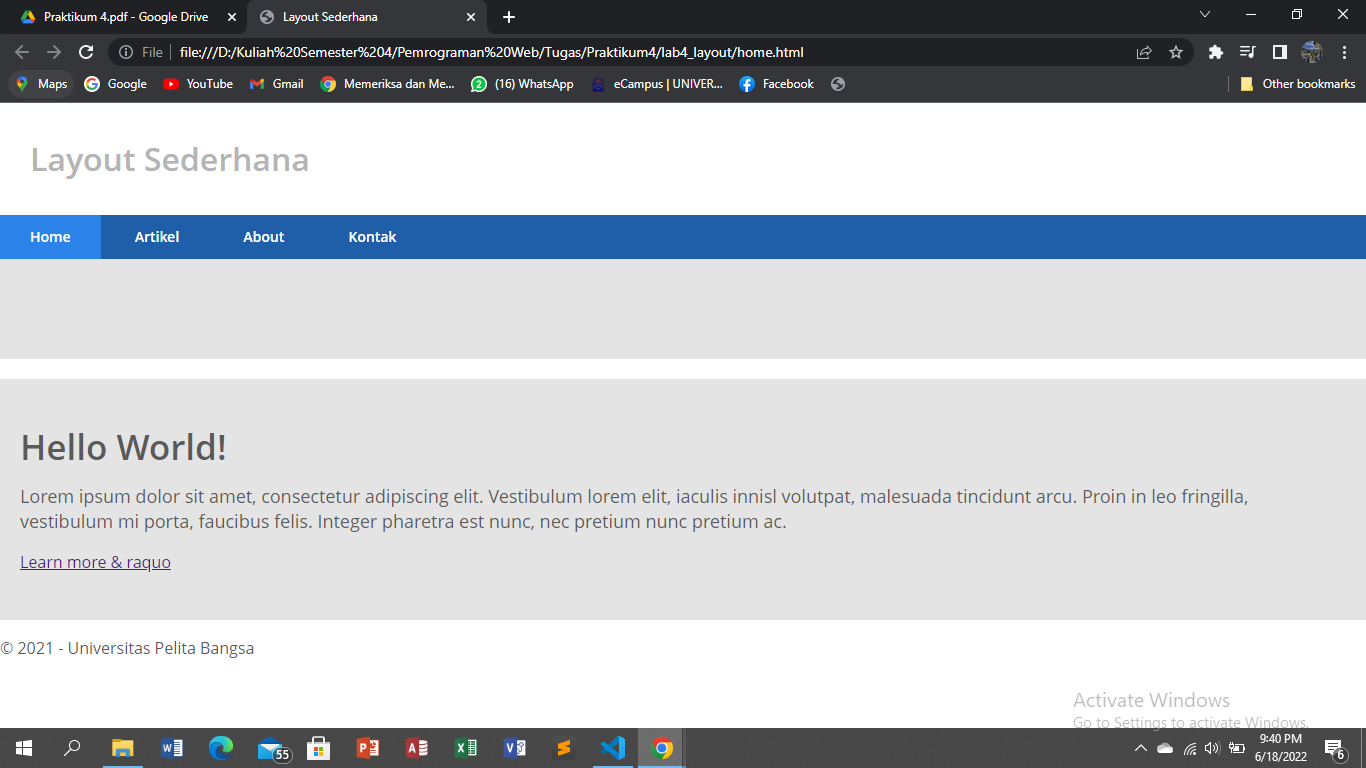 Praktikum 4.pdf - Google Drive
Layout Sederhana
File
file:///D:/Kuliah%20Semester%204/Pemrograman%20Web/Tugas/Praktikum4/lab4_layout/home.html
Maps
Google
YouTube
Gmail
Memeriksa dan Me...
(16) WhatsApp
eCampus | UNIVER...
Facebook
Other bookmarks
Layout Sederhana
Home Artikel About Kontak
Hello World!
Lorem ipsum dolor sit amet, consectetur adipiscing elit. Vestibulum lorem elit, iaculis innisl volutpat, malesuada tincidunt arcu. Proin in leo fringilla,
vestibulum mi porta, faucibus felis. Integer pharetra est nunc, nec pretium nunc pretium ac.
Learn more & raquo
© 2021 - Universitas Pelita Bangsa
Activate Windows
Go to Settings to activate Windows.
55
9:40 PM
6/18/2022
6